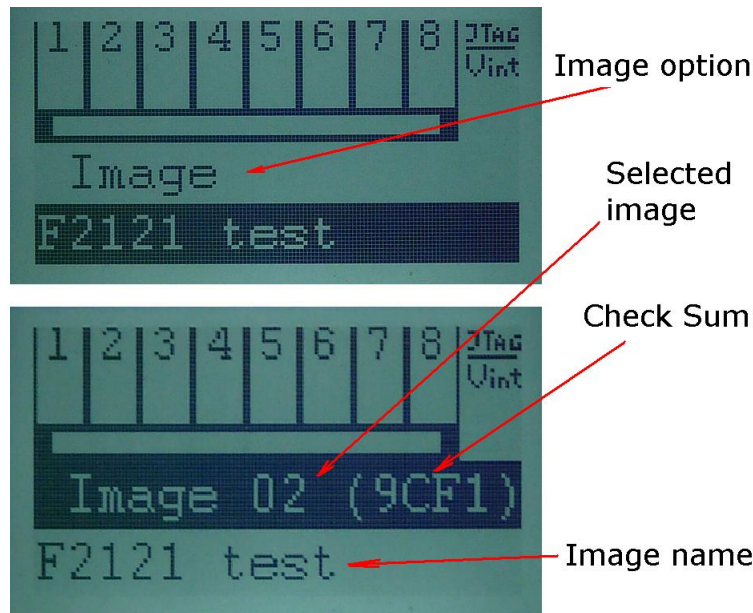 1 2 3 4 5 6 7 8 JTAG
Vint
Image option
Image
F2121 test
Selected
image
Check Sum
1 2 3 4 5 6 7 8 JTAG
Vint
Image 02 (9CF1)
F2121 test
Image name